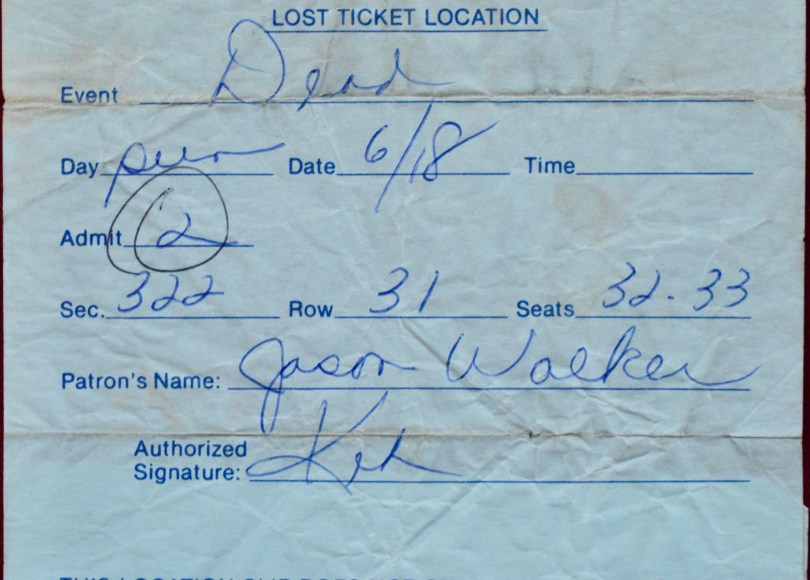 LOST TICKET LOCATION
Event Dead
Day Date 6/18 Time
Admit 2
Sec. 322 Row 31 Seats 32-33
Patron's Name: Jason Walker
Authorized
Signature: